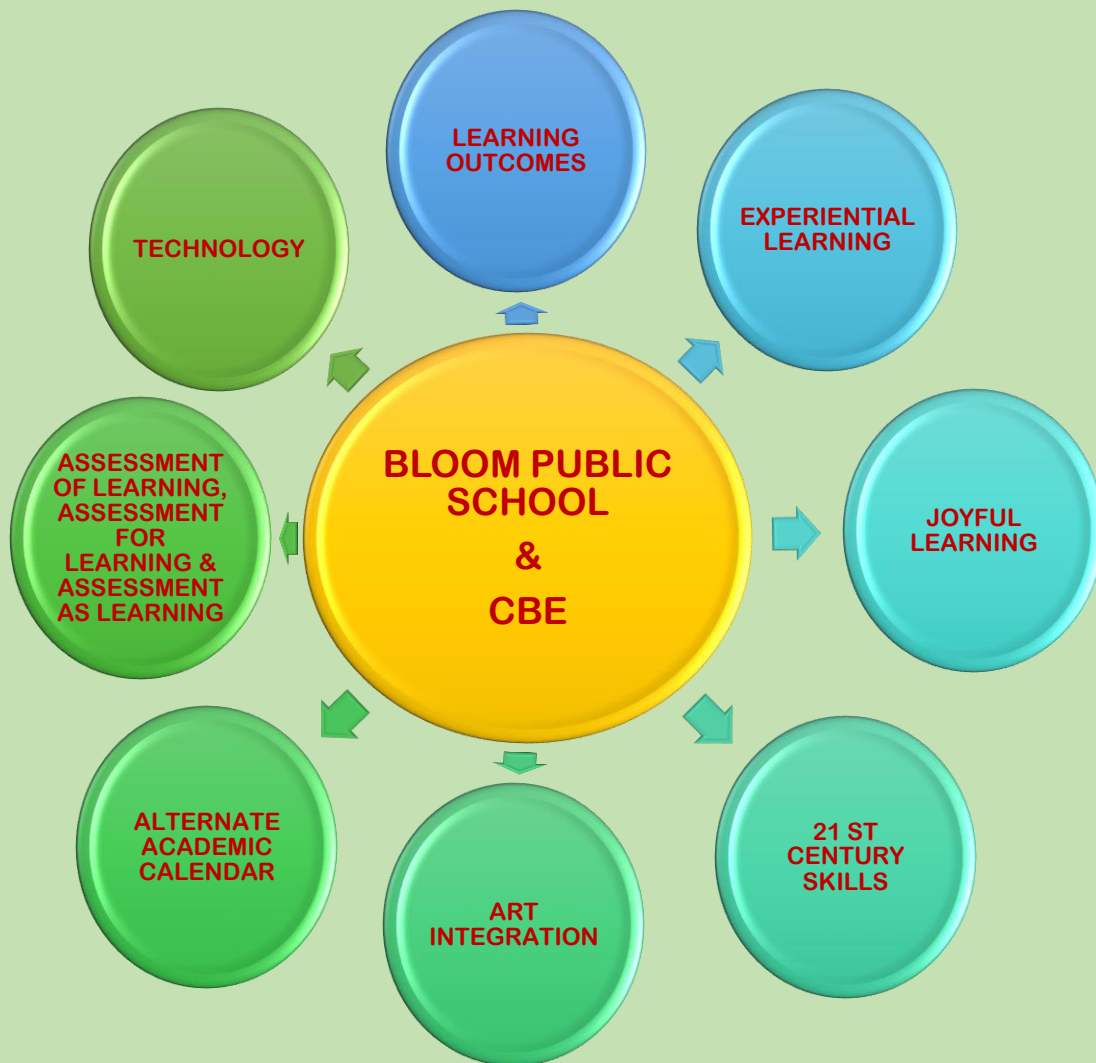 LEARNING
OUTCOMES
EXPERIENTIAL
LEARNING
JOYFUL
LEARNING
21 ST
CENTURY
SKILLS
ART
INTEGRATION
ALTERNATE
ACADEMIC
CALENDAR
ASSESSMENT
OF LEARNING,
ASSESSMENT
FOR
LEARNING &
ASSESSMENT
AS LEARNING
TECHNOLOGY
BLOOM PUBLIC
SCHOOL
&
CBE